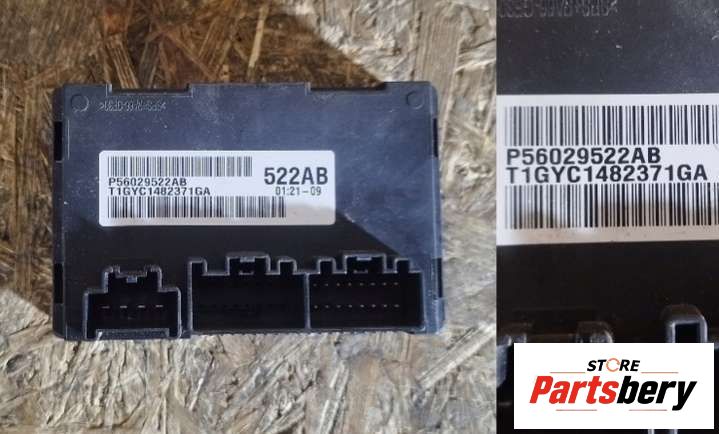 P56029522AB
T1GYC1482371GA
522AB
01:21-09
P56029522AB
T1GYC1482371GA
STORE
Partsbery